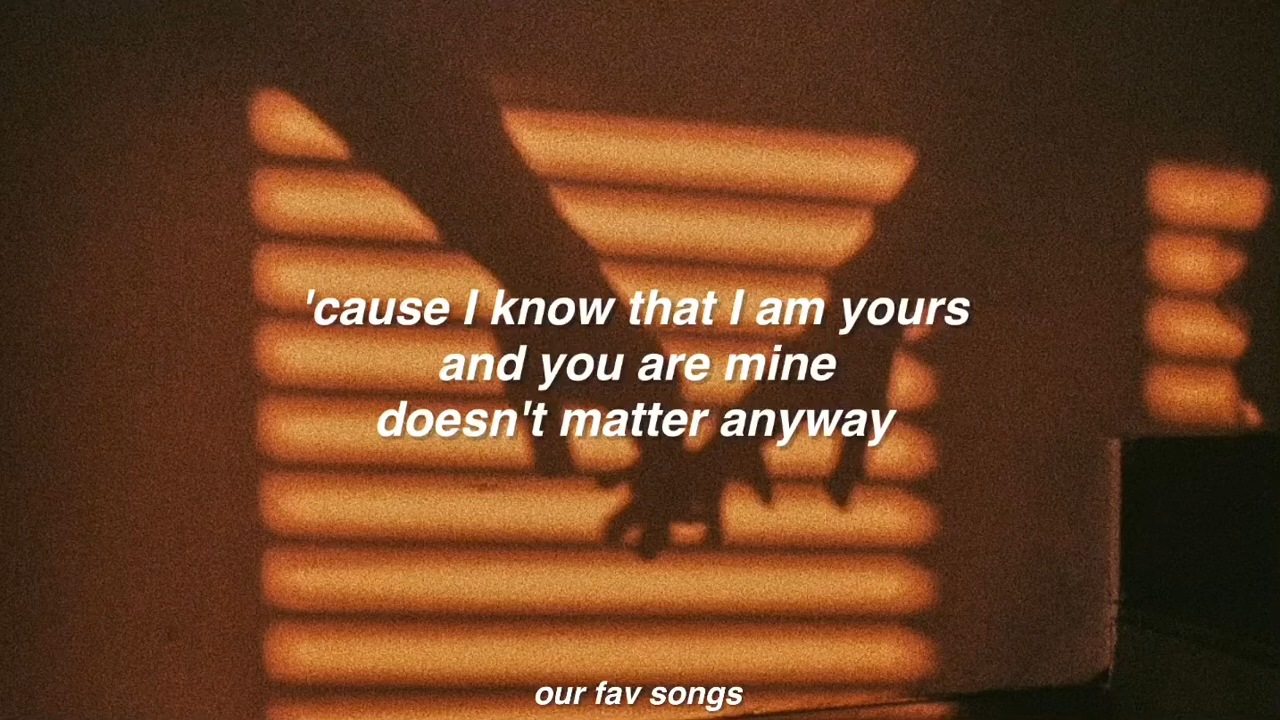 'cause I know that I am yours
and you are mine
doesn't matter anyway
our fav songs